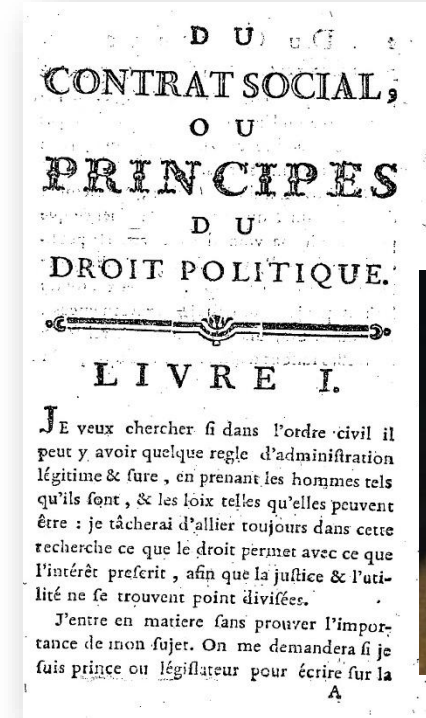 DU
CONTRAT SOCIAL,
OU
PRINCIPES
DU
DROIT POLITIQUE.
LIVRE I.
JE veux chercher ſi dans l'ordre civil il
peut y avoir quelque regle d'adminiſtration
légitime & ſure, en prenant les hommes tels
qu'ils ſont, & les loix telles qu'elles peuvent
être : je tâcherai d'allier toujours dans cette
recherche ce que le droit permet avec ce que
l'intérêt preſcrit, afin que la juſtice & l'uti-
lité ne ſe trouvent point diviſées.
J'entre en matiere ſans prouver l'impor-
tance de mon ſujet. On me demandera ſi je
ſuis prince ou légiſlateur pour écrire ſur la
A